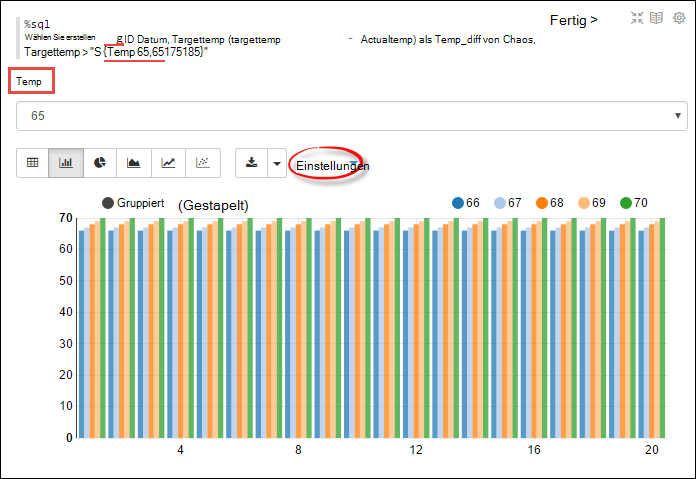 %sql
Fertig >
Wählen Sie erstellen gID Datum, Targettemp (targettemp - Actualtemp) als Temp_diff von Chaos,
Targettemp > "S {Temp 65,65175185}"
Temp
65
Einstellungen
Gruppiert (Gestapelt) 66 67 68 69 70
70
60
50
40
30
20
10
0
4 8 12 16 20